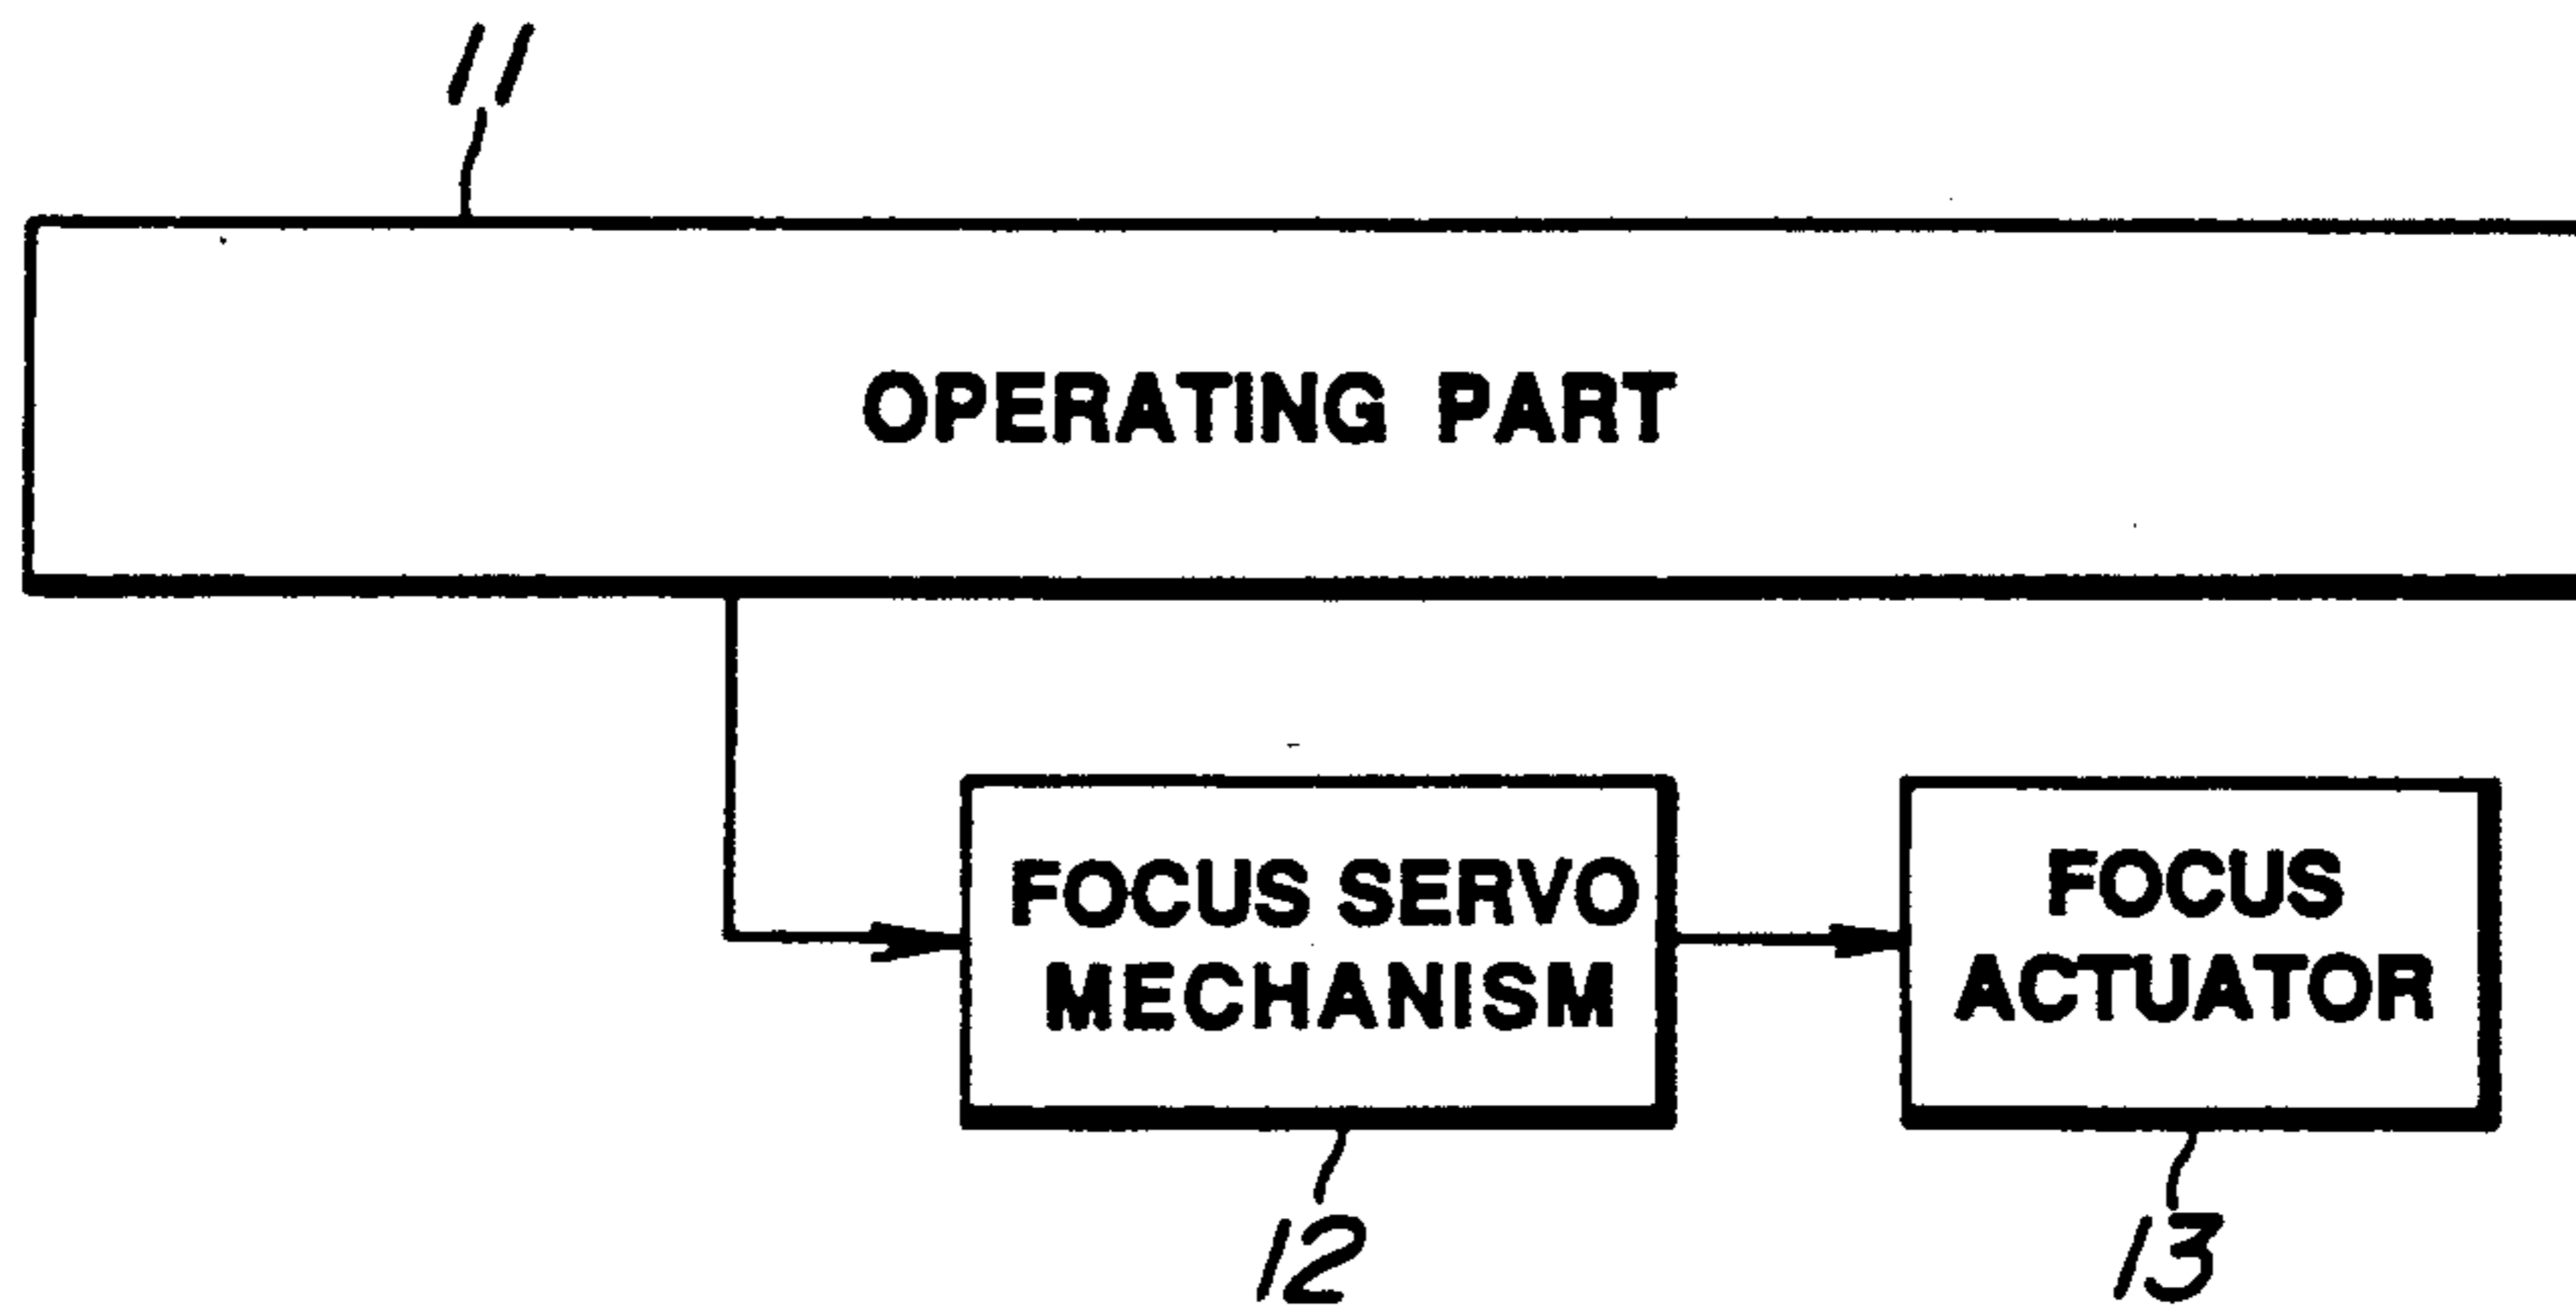 11
OPERATING PART
FOCUS SERVO
MECHANISM
FOCUS
ACTUATOR
12
13